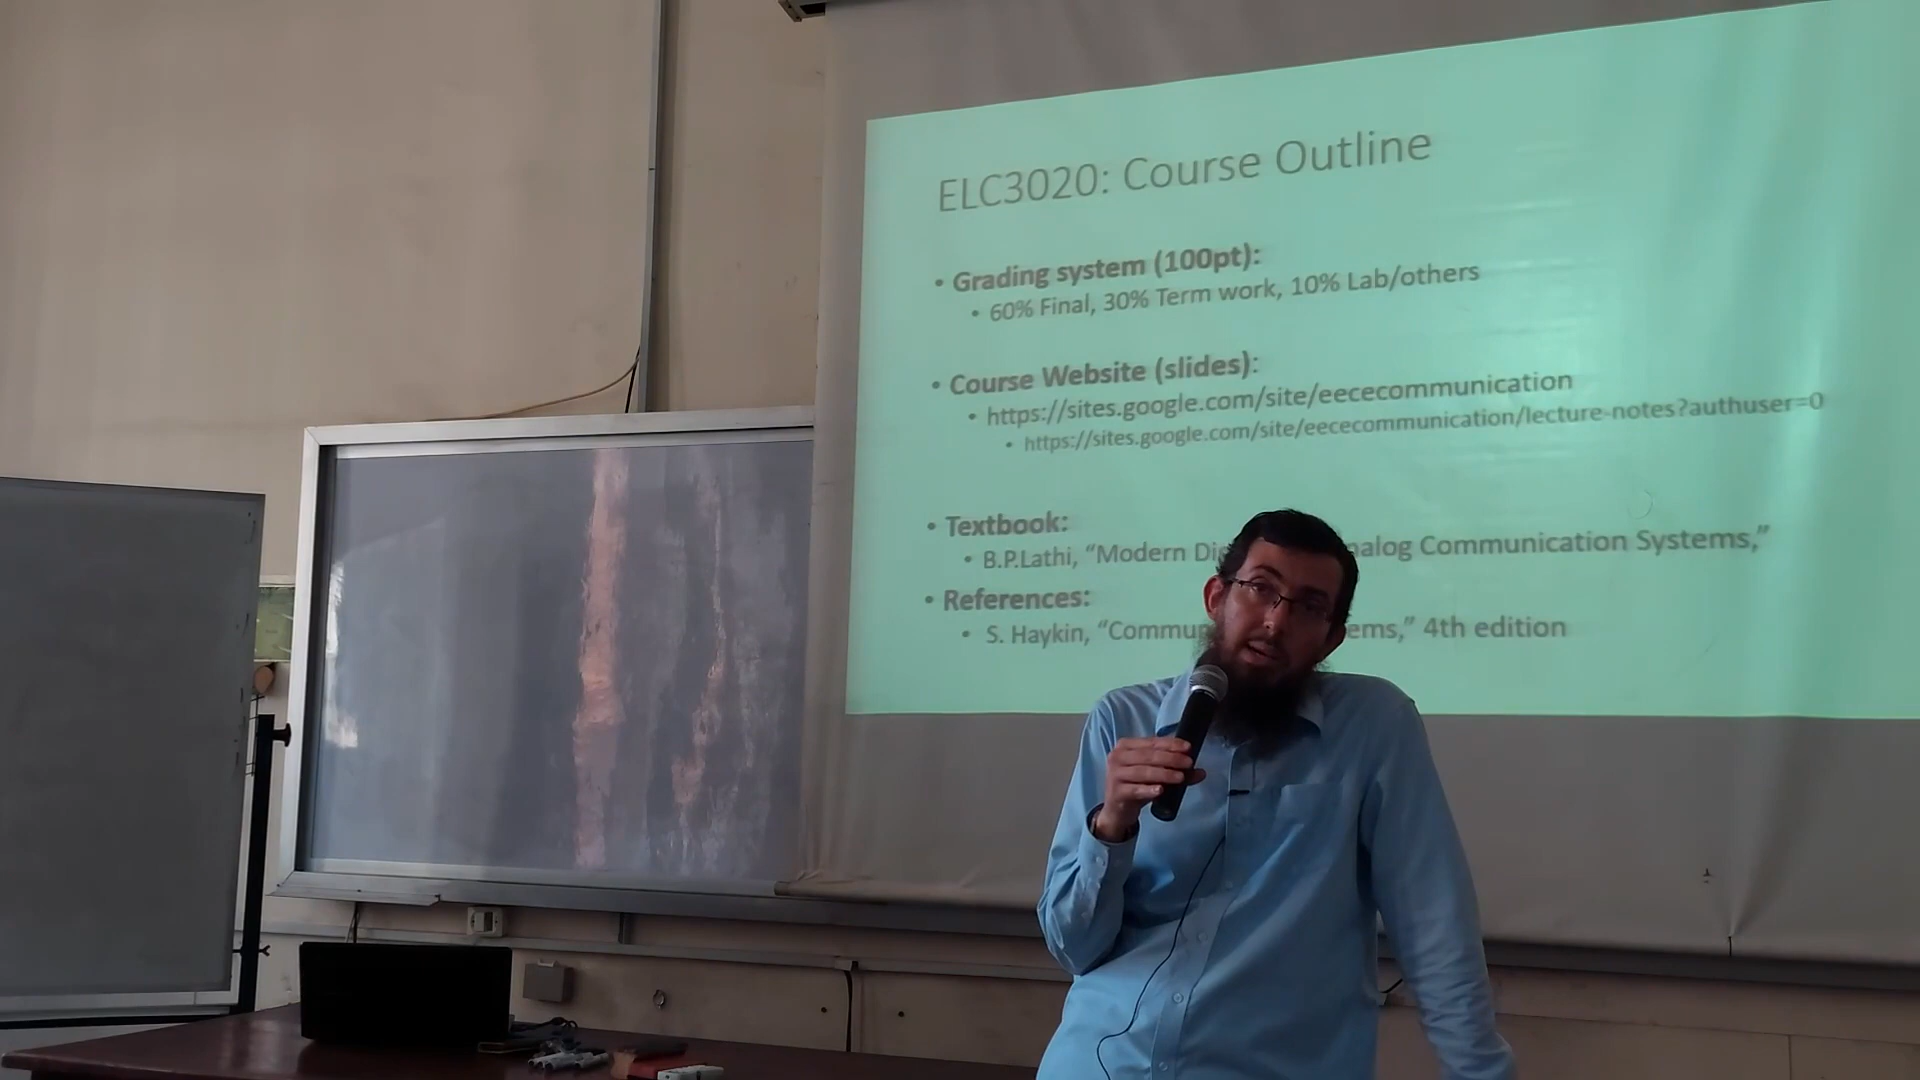 ELC3020: Course Outline
• Grading system (100pt):
• 60% Final, 30% Term work, 10% Lab/others
• Course Website (slides):
• https://sites.google.com/site/eececommunication
• https://sites.google.com/site/eececommunication/lecture-notes?authuser=0
• Textbook:
• B.P.Lathi, “Modern Dig alog Communication Systems,”
• References:
• S. Haykin, “Commu ems,” 4th edition